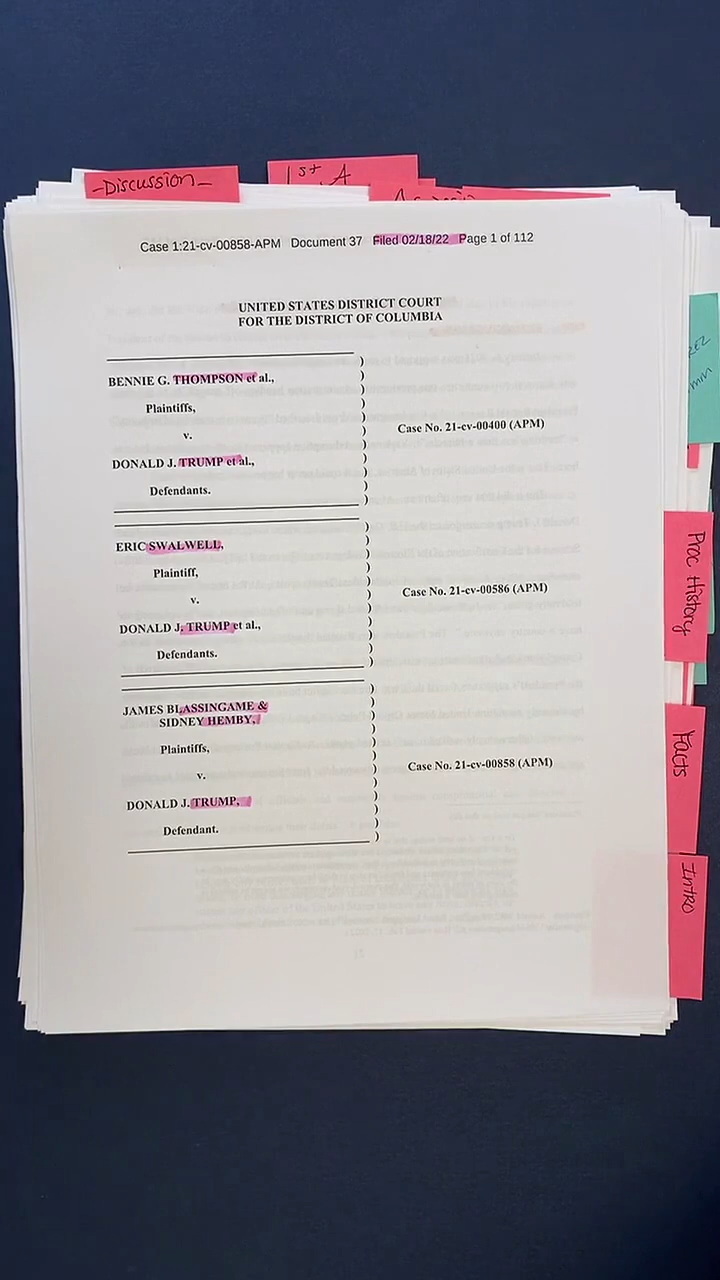 -Discussion-
1st A
Case 1:21-cv-00858-APM Document 37 Filed 02/18/22 Page 1 of 112
UNITED STATES DISTRICT COURT
FOR THE DISTRICT OF COLUMBIA
BENNIE G. THOMPSON et al.,
Plaintiffs,
v.
Case No. 21-cv-00400 (APM)
DONALD J. TRUMP et al.,
Defendants.
ERIC SWALWELL,
Plaintiff,
v.
Case No. 21-cv-00586 (APM)
DONALD J. TRUMP et al.,
Defendants.
JAMES BLASSINGAME &
SIDNEY HEMBY,
Plaintiffs,
v.
Case No. 21-cv-00858 (APM)
DONALD J. TRUMP,
Defendant.
Proc History
Facts
Intro